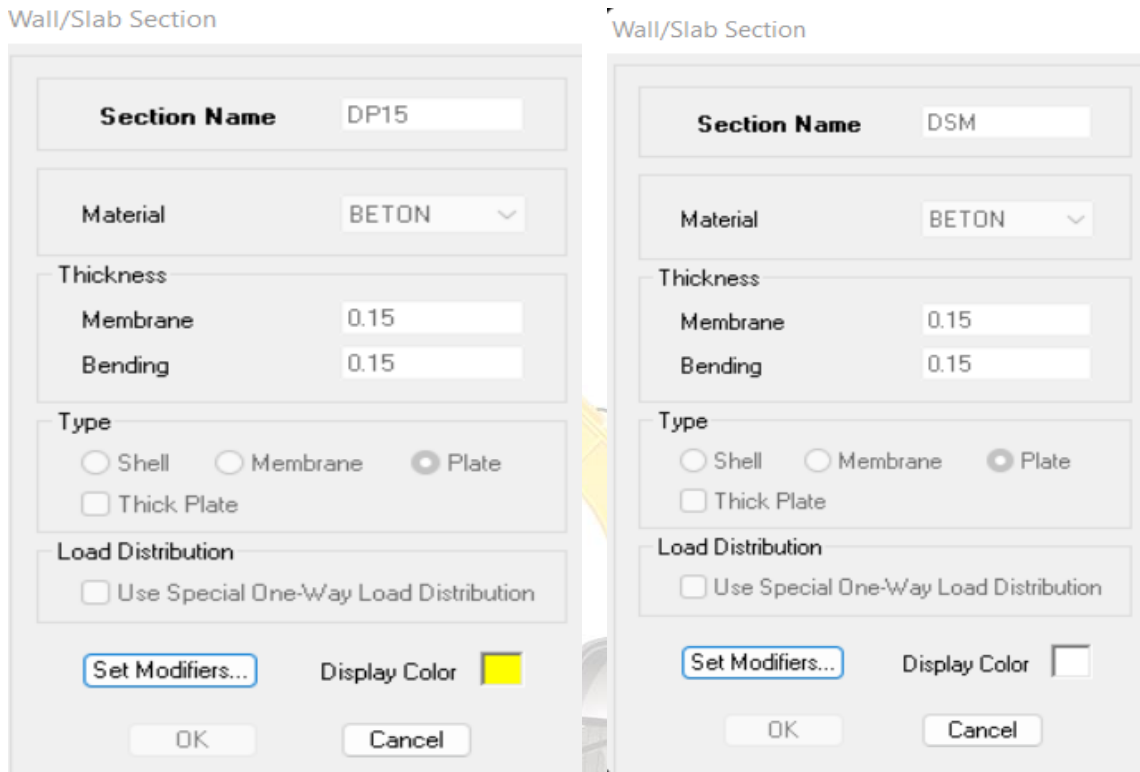 Wall/Slab Section
Section Name DP15
Material BETON
Thickness
Membrane 0.15
Bending 0.15
Type
Shell Membrane Plate
Thick Plate
Load Distribution
Use Special One-Way Load Distribution
Set Modifiers... Display Color
OK Cancel
Wall/Slab Section
Section Name DSM
Material BETON
Thickness
Membrane 0.15
Bending 0.15
Type
Shell Membrane Plate
Thick Plate
Load Distribution
Use Special One-Way Load Distribution
Set Modifiers... Display Color
OK Cancel